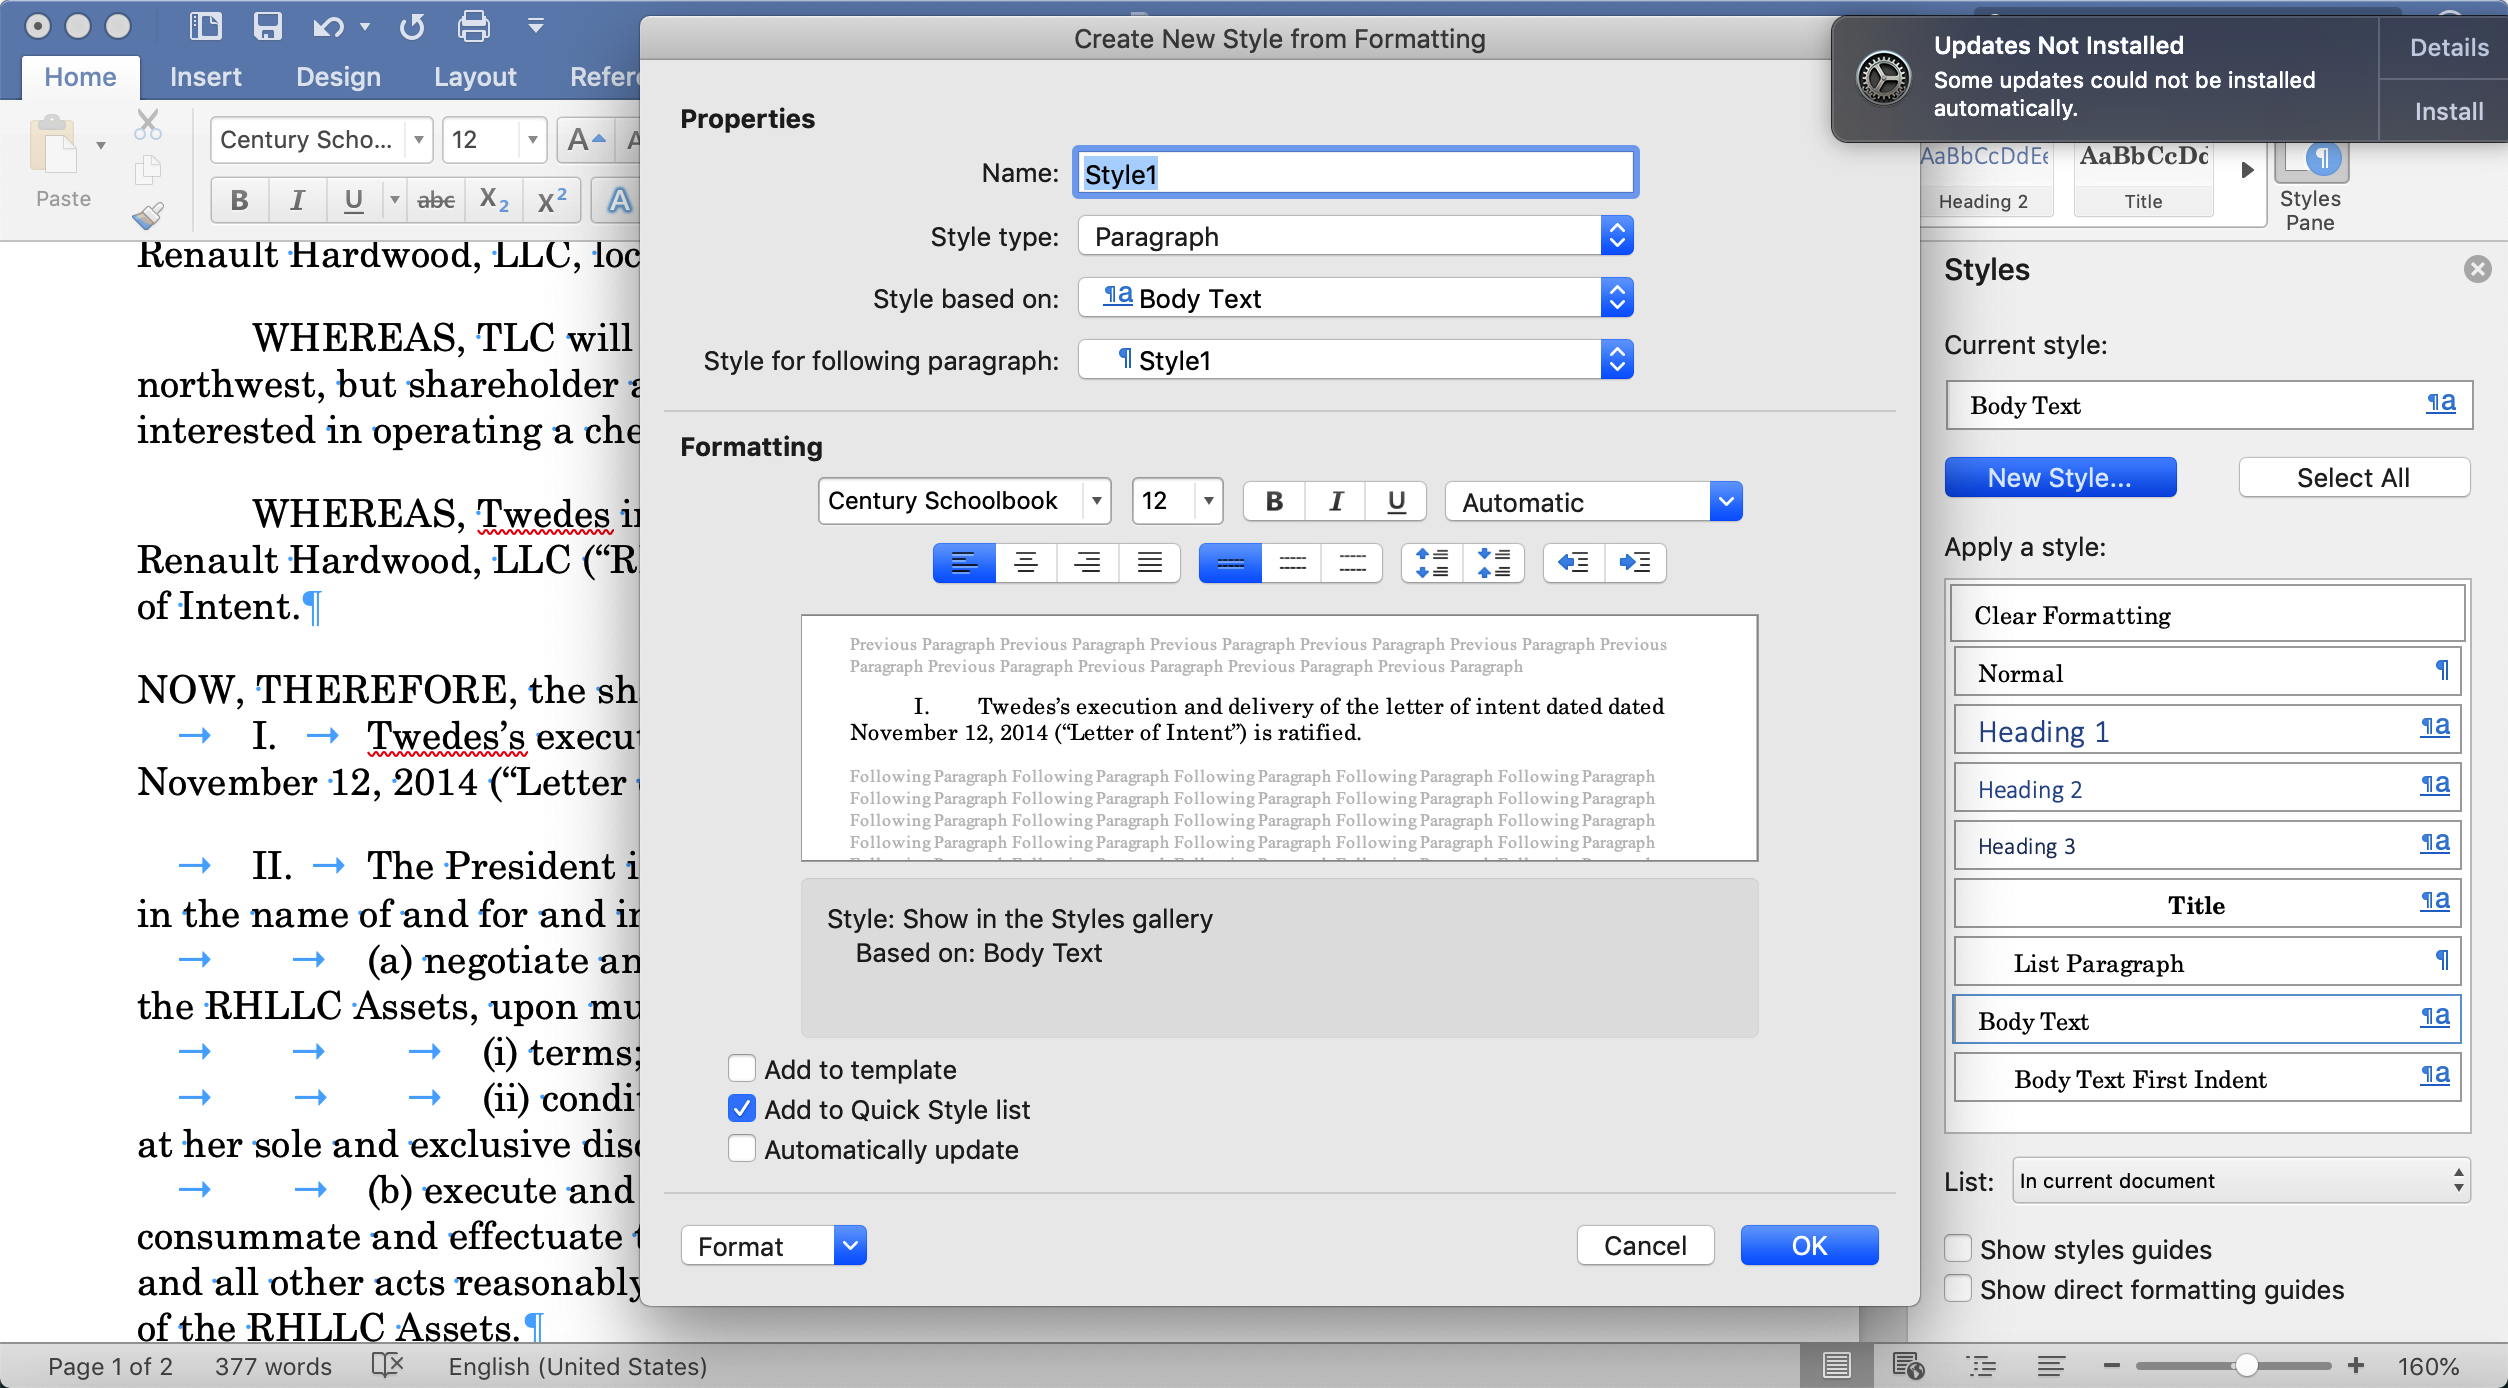 Create New Style from Formatting
Updates Not Installed
Some updates could not be installed
automatically.
Details
Install
Home
Insert
Design
Layout
Refer
Paste
Century Scho...
12
A
A
B
I
U
abc
X2
X2
A
AaBbCcDdEe
Heading 2
AaBbCcDd
Title
Styles
Pane
Renault Hardwood, LLC, loc
WHEREAS, TLC will
northwest, but shareholder a
interested in operating a che
WHEREAS, Twedes in
Renault Hardwood, LLC (“R
of Intent.¶
NOW, THEREFORE, the sh
I. Twedes’s execu
November 12, 2014 (“Letter
II. The President i
in the name of and for and in
(a) negotiate an
the RHLLC Assets, upon mu
(i) terms;
(ii) condi
at her sole and exclusive disc
(b) execute and
consummate and effectuate t
and all other acts reasonably
of the RHLLC Assets.¶
Properties
Name: Style1
Style type: Paragraph
Style based on: ¶a Body Text
Style for following paragraph: ¶ Style1
Formatting
Century Schoolbook
12
B
I
U
Automatic
Previous Paragraph Previous Paragraph Previous Paragraph Previous Paragraph Previous Paragraph Previous
Paragraph Previous Paragraph Previous Paragraph Previous Paragraph Previous Paragraph
I. Twedes’s execution and delivery of the letter of intent dated dated
November 12, 2014 (“Letter of Intent”) is ratified.
Following Paragraph Following Paragraph Following Paragraph Following Paragraph Following Paragraph
Following Paragraph Following Paragraph Following Paragraph Following Paragraph Following Paragraph
Following Paragraph Following Paragraph Following Paragraph Following Paragraph Following Paragraph
Following Paragraph Following Paragraph Following Paragraph Following Paragraph Following Paragraph
Style: Show in the Styles gallery
Based on: Body Text
Add to template
Add to Quick Style list
Automatically update
Format
Cancel
OK
Styles
Current style:
Body Text ¶a
New Style...
Select All
Apply a style:
Clear Formatting
Normal ¶
Heading 1 ¶a
Heading 2 ¶a
Heading 3 ¶a
Title ¶a
List Paragraph ¶
Body Text ¶a
Body Text First Indent ¶a
List: In current document
Show styles guides
Show direct formatting guides
Page 1 of 2
377 words
English (United States)
160%